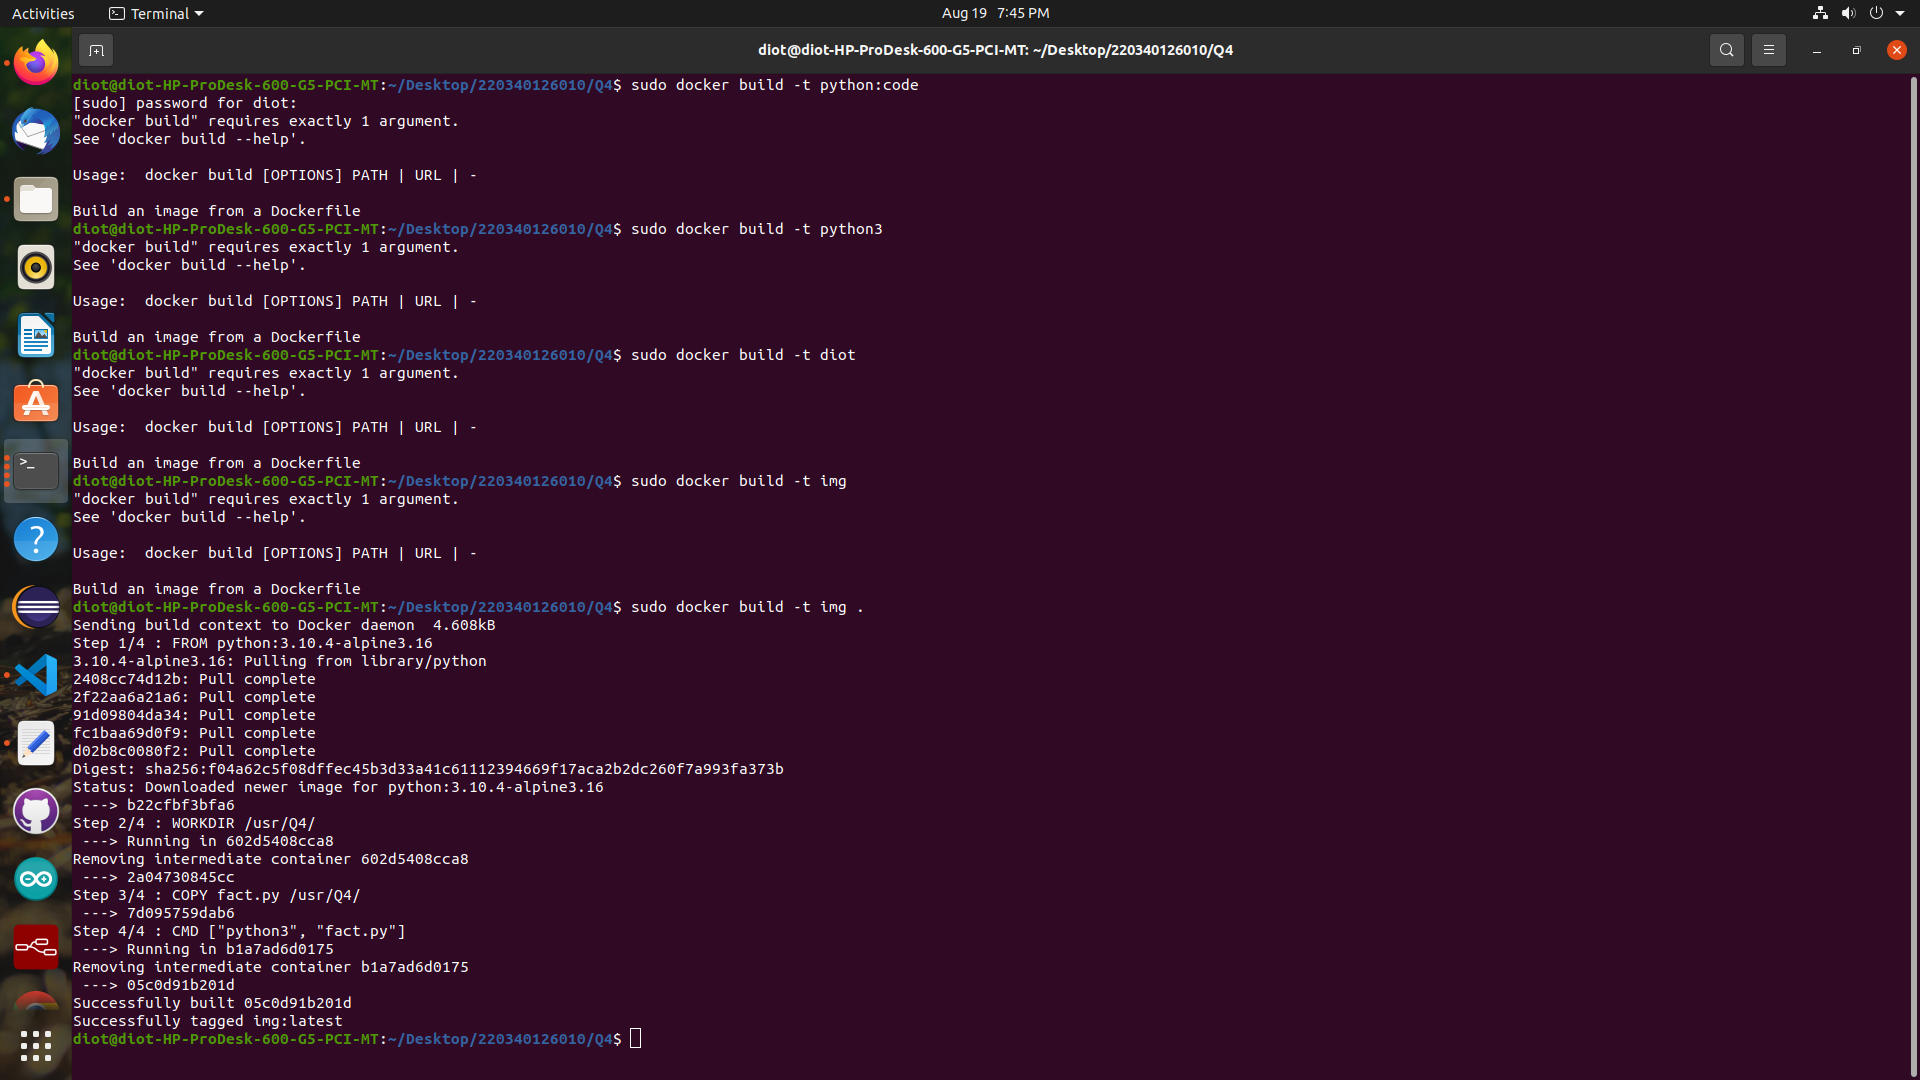 Activities
Terminal
Aug 19 7:45 PM
diot@diot-HP-ProDesk-600-G5-PCI-MT: ~/Desktop/220340126010/Q4
diot@diot-HP-ProDesk-600-G5-PCI-MT:~/Desktop/220340126010/Q4$ sudo docker build -t python:code
[sudo] password for diot:
"docker build" requires exactly 1 argument.
See 'docker build --help'.
Usage:  docker build [OPTIONS] PATH | URL | -
Build an image from a Dockerfile
diot@diot-HP-ProDesk-600-G5-PCI-MT:~/Desktop/220340126010/Q4$ sudo docker build -t python3
"docker build" requires exactly 1 argument.
See 'docker build --help'.
Usage:  docker build [OPTIONS] PATH | URL | -
Build an image from a Dockerfile
diot@diot-HP-ProDesk-600-G5-PCI-MT:~/Desktop/220340126010/Q4$ sudo docker build -t diot
"docker build" requires exactly 1 argument.
See 'docker build --help'.
Usage:  docker build [OPTIONS] PATH | URL | -
Build an image from a Dockerfile
diot@diot-HP-ProDesk-600-G5-PCI-MT:~/Desktop/220340126010/Q4$ sudo docker build -t img
"docker build" requires exactly 1 argument.
See 'docker build --help'.
Usage:  docker build [OPTIONS] PATH | URL | -
Build an image from a Dockerfile
diot@diot-HP-ProDesk-600-G5-PCI-MT:~/Desktop/220340126010/Q4$ sudo docker build -t img .
Sending build context to Docker daemon  4.608kB
Step 1/4 : FROM python:3.10.4-alpine3.16
3.10.4-alpine3.16: Pulling from library/python
2408cc74d12b: Pull complete
2f22aa6a21a6: Pull complete
91d09804da34: Pull complete
fc1baa69d0f9: Pull complete
d02b8c0080f2: Pull complete
Digest: sha256:f04a62c5f08dffec45b3d33a41c61112394669f17aca2b2dc260f7a993fa373b
Status: Downloaded newer image for python:3.10.4-alpine3.16
 ---> b22cfbf3bfa6
Step 2/4 : WORKDIR /usr/Q4/
 ---> Running in 602d5408cca8
Removing intermediate container 602d5408cca8
 ---> 2a04730845cc
Step 3/4 : COPY fact.py /usr/Q4/
 ---> 7d095759dab6
Step 4/4 : CMD ["python3", "fact.py"]
 ---> Running in b1a7ad6d0175
Removing intermediate container b1a7ad6d0175
 ---> 05c0d91b201d
Successfully built 05c0d91b201d
Successfully tagged img:latest
diot@diot-HP-ProDesk-600-G5-PCI-MT:~/Desktop/220340126010/Q4$